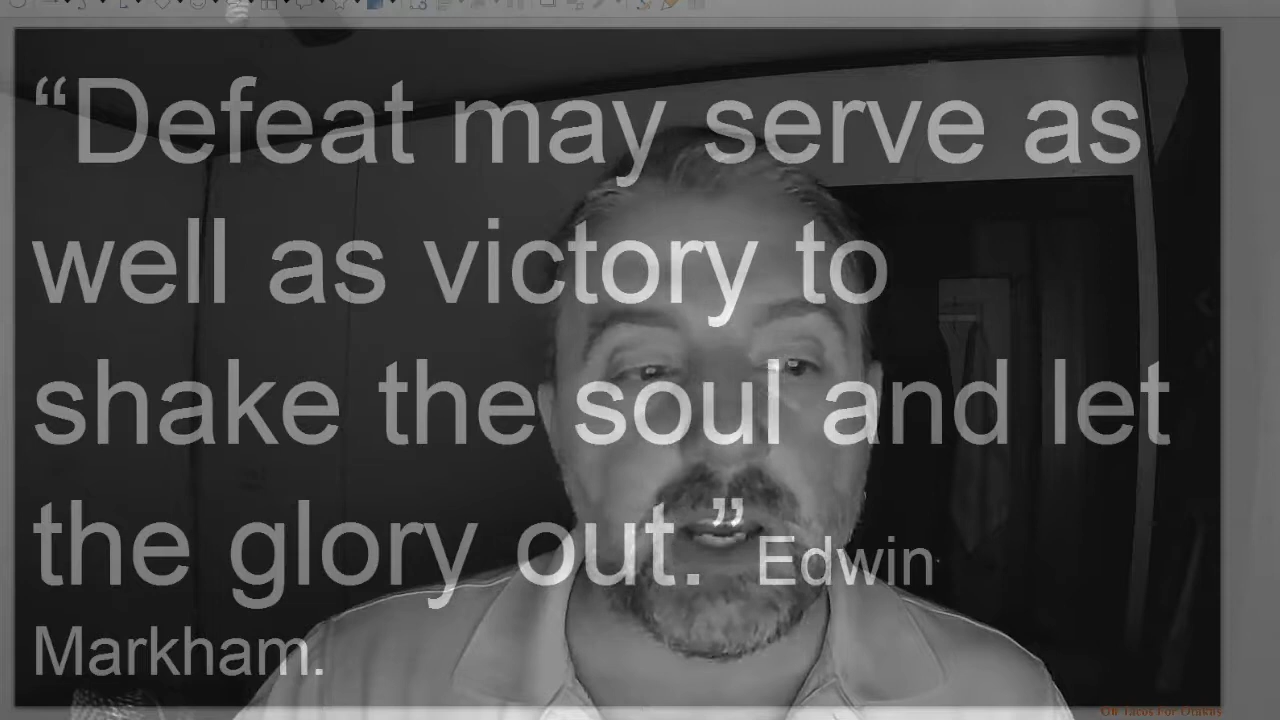 “Defeat may serve as
well as victory to
shake the soul and let
the glory out.” Edwin
Markham.